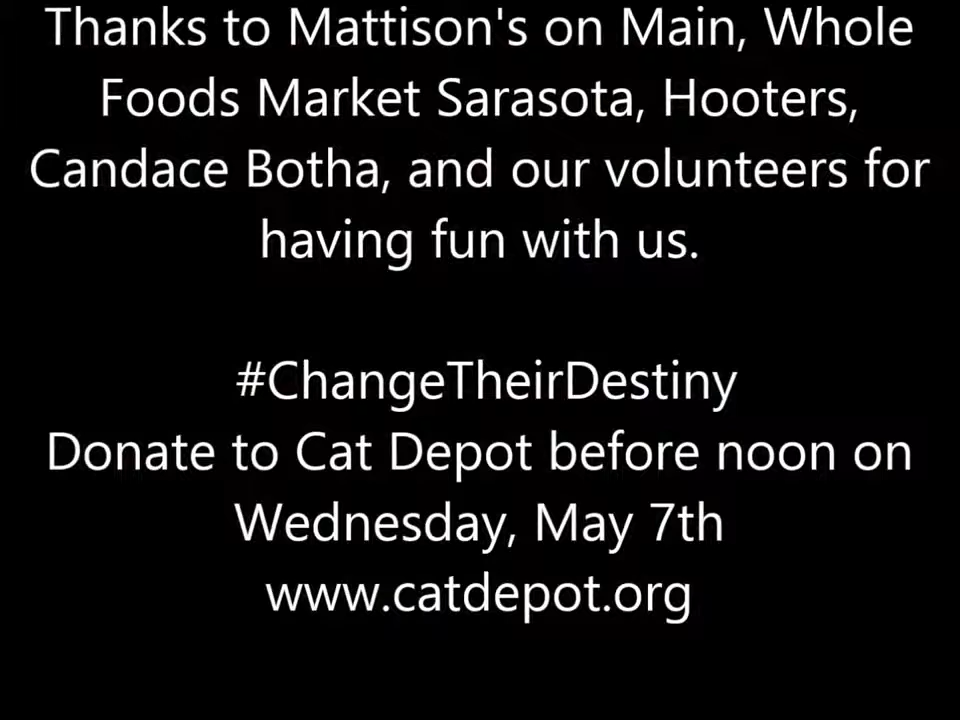 Thanks to Mattison's on Main, Whole
Foods Market Sarasota, Hooters,
Candace Botha, and our volunteers for
having fun with us.
#ChangeTheirDestiny
Donate to Cat Depot before noon on
Wednesday, May 7th
www.catdepot.org